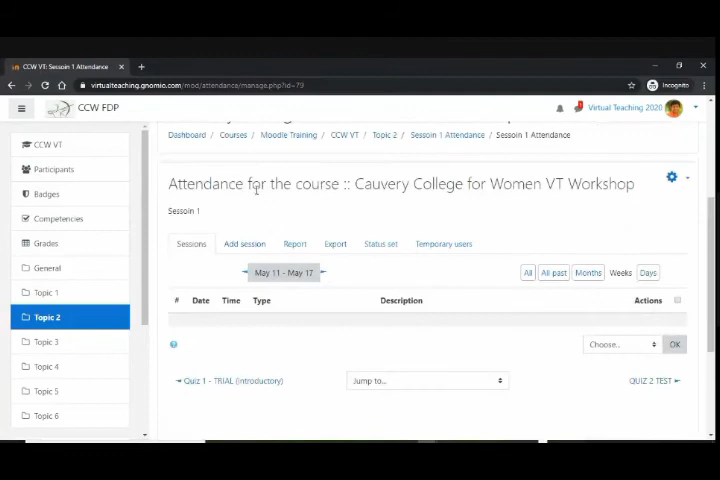 CCW VT: Sessoin 1 Attendance
virtualteaching.gnomio.com/mod/attendance/manage.php?id=79
Incognito
CCW FDP
Virtual Teaching 2020
CCW VT
Participants
Badges
Competencies
Grades
General
Topic 1
Topic 2
Topic 3
Topic 4
Topic 5
Topic 6
Dashboard / Courses / Moodle Training / CCW VT / Topic 2 / Sessoin 1 Attendance / Sessoin 1 Attendance
Attendance for the course :: Cauvery College for Women VT Workshop
Sessoin 1
Sessions Add session Report Export Status set Temporary users
May 11 - May 17 All All past Months Weeks Days
# Date Time Type Description Actions
Choose... OK
Quiz 1 - TRIAL (Introductory) Jump to... QUIZ 2 TEST